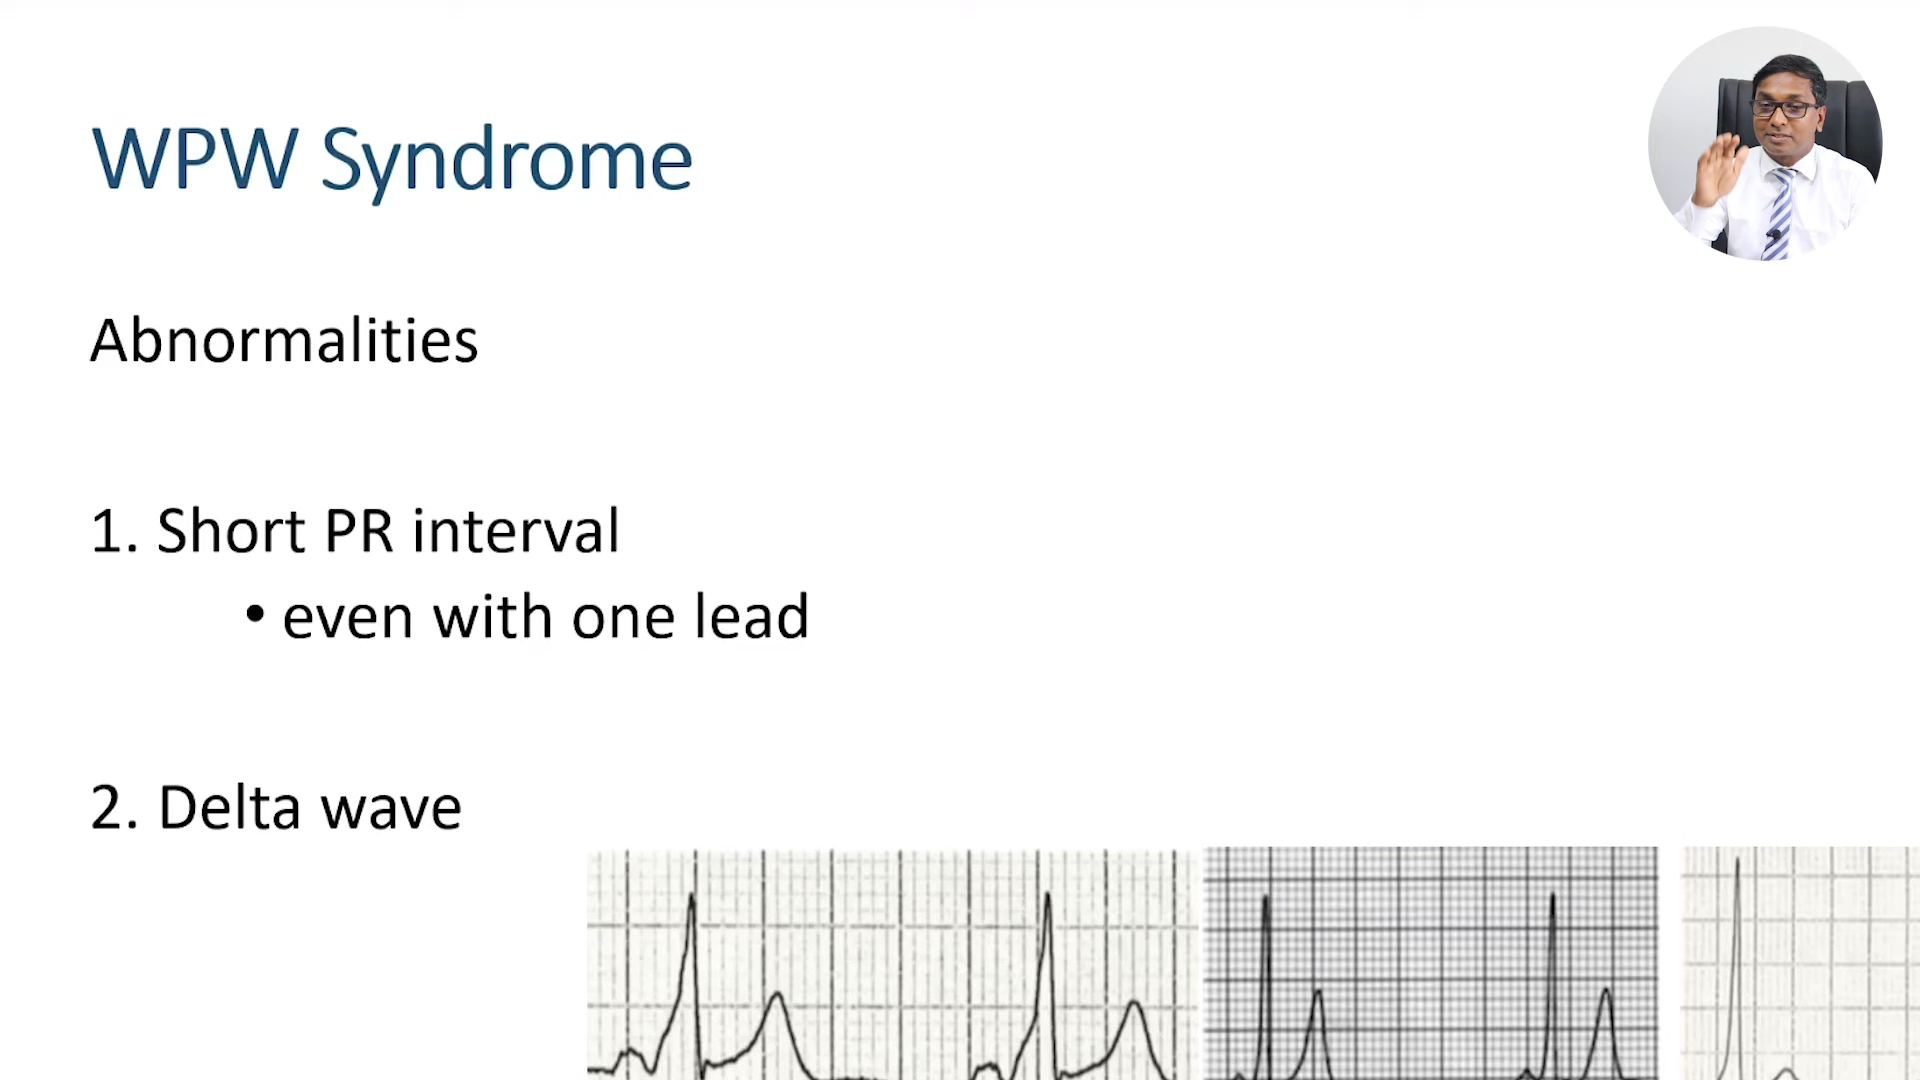 WPW Syndrome
Abnormalities
1. Short PR interval
• even with one lead
2. Delta wave